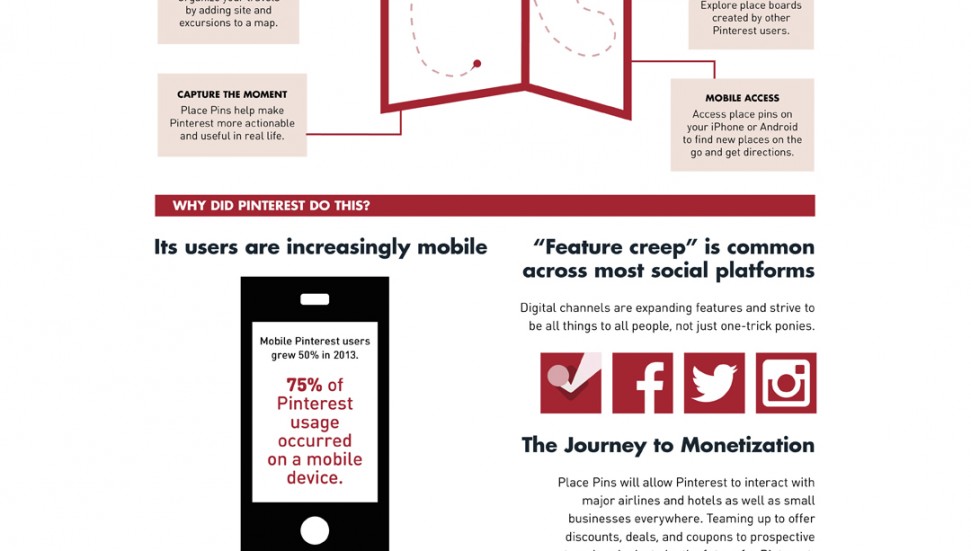 by adding site and
excursions to a map.
CAPTURE THE MOMENT
Place Pins help make
Pinterest more actionable
and useful in real life.
Explore place boards
created by other
Pinterest users.
MOBILE ACCESS
Access place pins on
your iPhone or Android
to find new places on the
go and get directions.
WHY DID PINTEREST DO THIS?
Its users are increasingly mobile
Mobile Pinterest users
grew 50% in 2013.
75% of
Pinterest
usage
occurred
on a mobile
device.
“Feature creep” is common
across most social platforms
Digital channels are expanding features and strive to
be all things to all people, not just one-trick ponies.
The Journey to Monetization
Place Pins will allow Pinterest to interact with
major airlines and hotels as well as small
businesses everywhere. Teaming up to offer
discounts, deals, and coupons to prospective